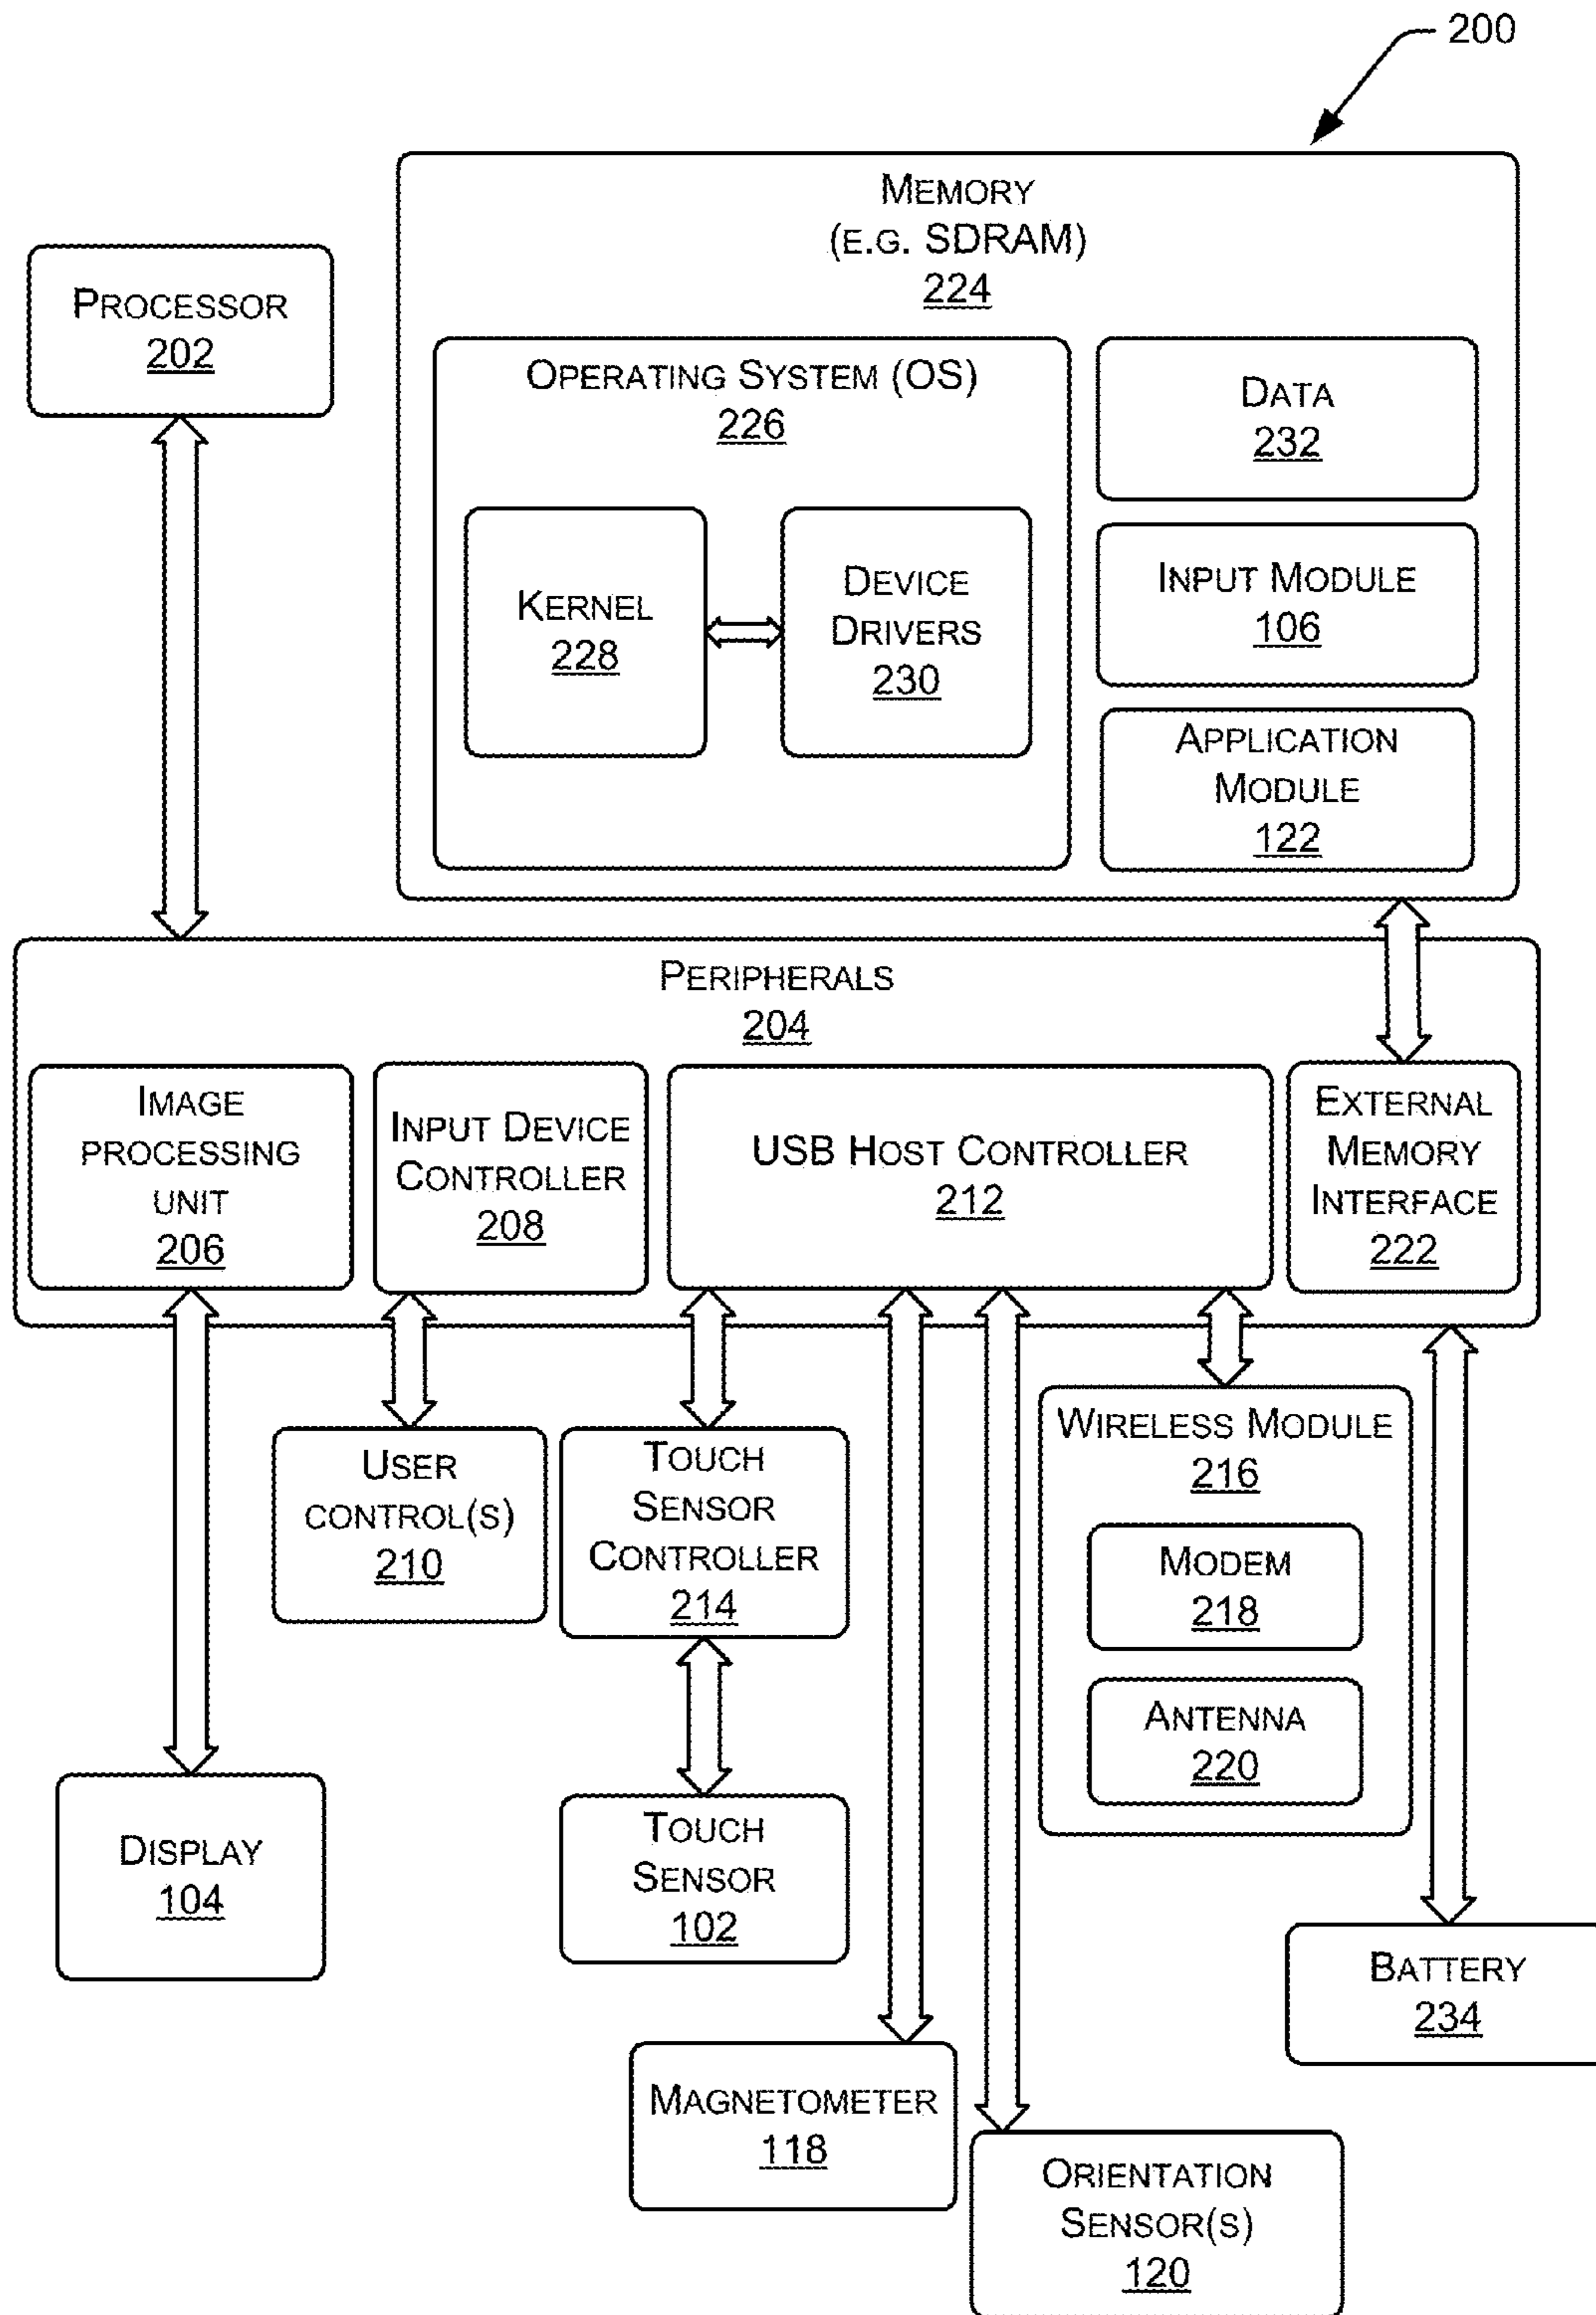 200
MEMORY
(E.G. SDRAM)
224
PROCESSOR
202
OPERATING SYSTEM (OS)
226
KERNEL
228
DEVICE
DRIVERS
230
DATA
232
INPUT MODULE
106
APPLICATION
MODULE
122
PERIPHERALS
204
IMAGE
PROCESSING
UNIT
206
INPUT DEVICE
CONTROLLER
208
USB HOST CONTROLLER
212
EXTERNAL
MEMORY
INTERFACE
222
USER
CONTROL(S)
210
TOUCH
SENSOR
CONTROLLER
214
WIRELESS MODULE
216
MODEM
218
ANTENNA
220
DISPLAY
104
TOUCH
SENSOR
102
BATTERY
234
MAGNETOMETER
118
ORIENTATION
SENSOR(S)
120